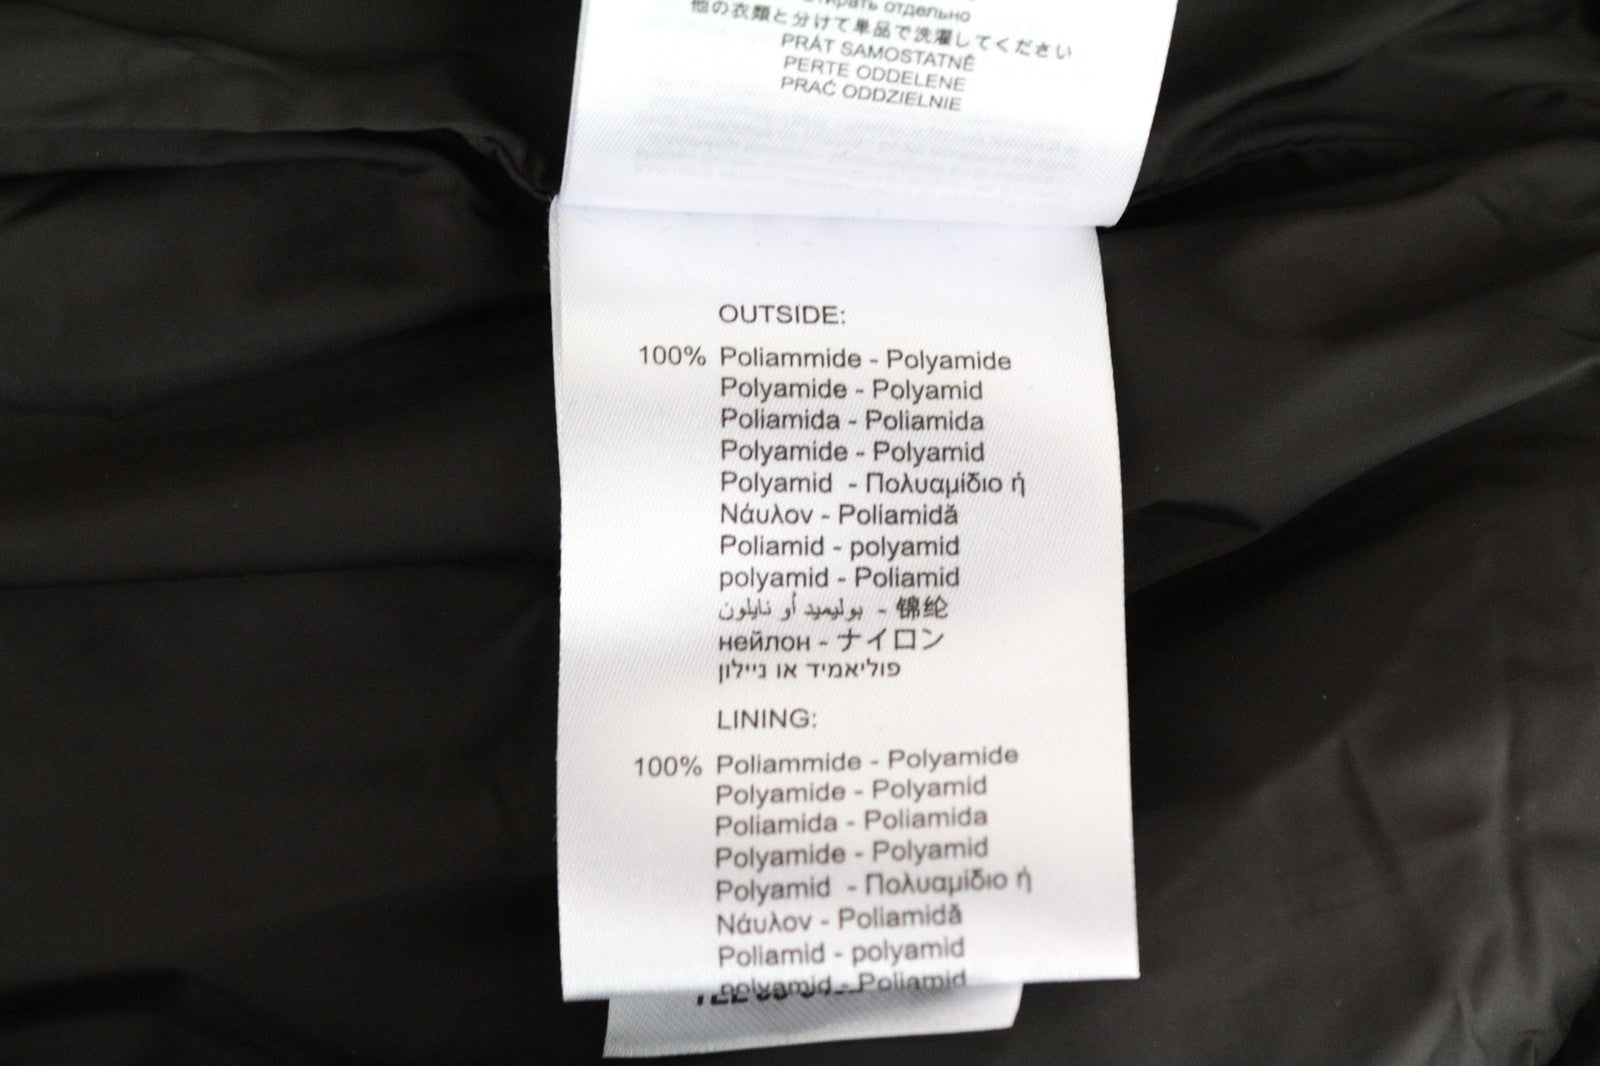 отдельно
他の衣類と分けて単品で洗濯してください
PRÁT SAMOSTATNĚ
PERTE ODDELENE
PRAĆ ODDZIELNIE
OUTSIDE:
100% Poliammide - Polyamide
Polyamide - Polyamid
Poliamida - Poliamida
Polyamide - Polyamid
Polyamid - Πολυαμίδιο ή
Νάυλον - Poliamidă
Poliamid - polyamid
polyamid - Poliamid
بوليميد أو نايلون - 锦纶
нейлон - ナイロン
פוליאמיד או ניילון
LINING:
100% Poliammide - Polyamide
Polyamide - Polyamid
Poliamida - Poliamida
Polyamide - Polyamid
Polyamid - Πολυαμίδιο ή
Νάυλον - Poliamidă
Poliamid - polyamid
polyamid - Poliamid